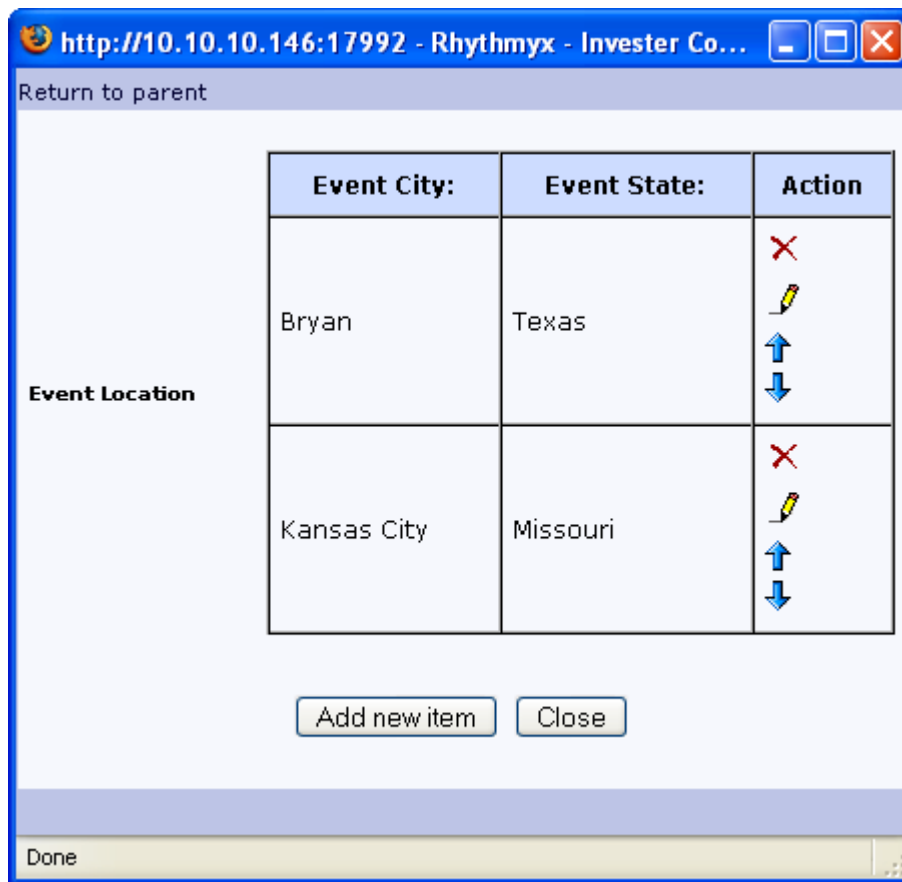 http://10.10.10.146:17992 - Rhythmyx - Invester Co...
Return to parent
Event City: Event State: Action
Bryan Texas
Event Location
Kansas City Missouri
Add new item Close
Done